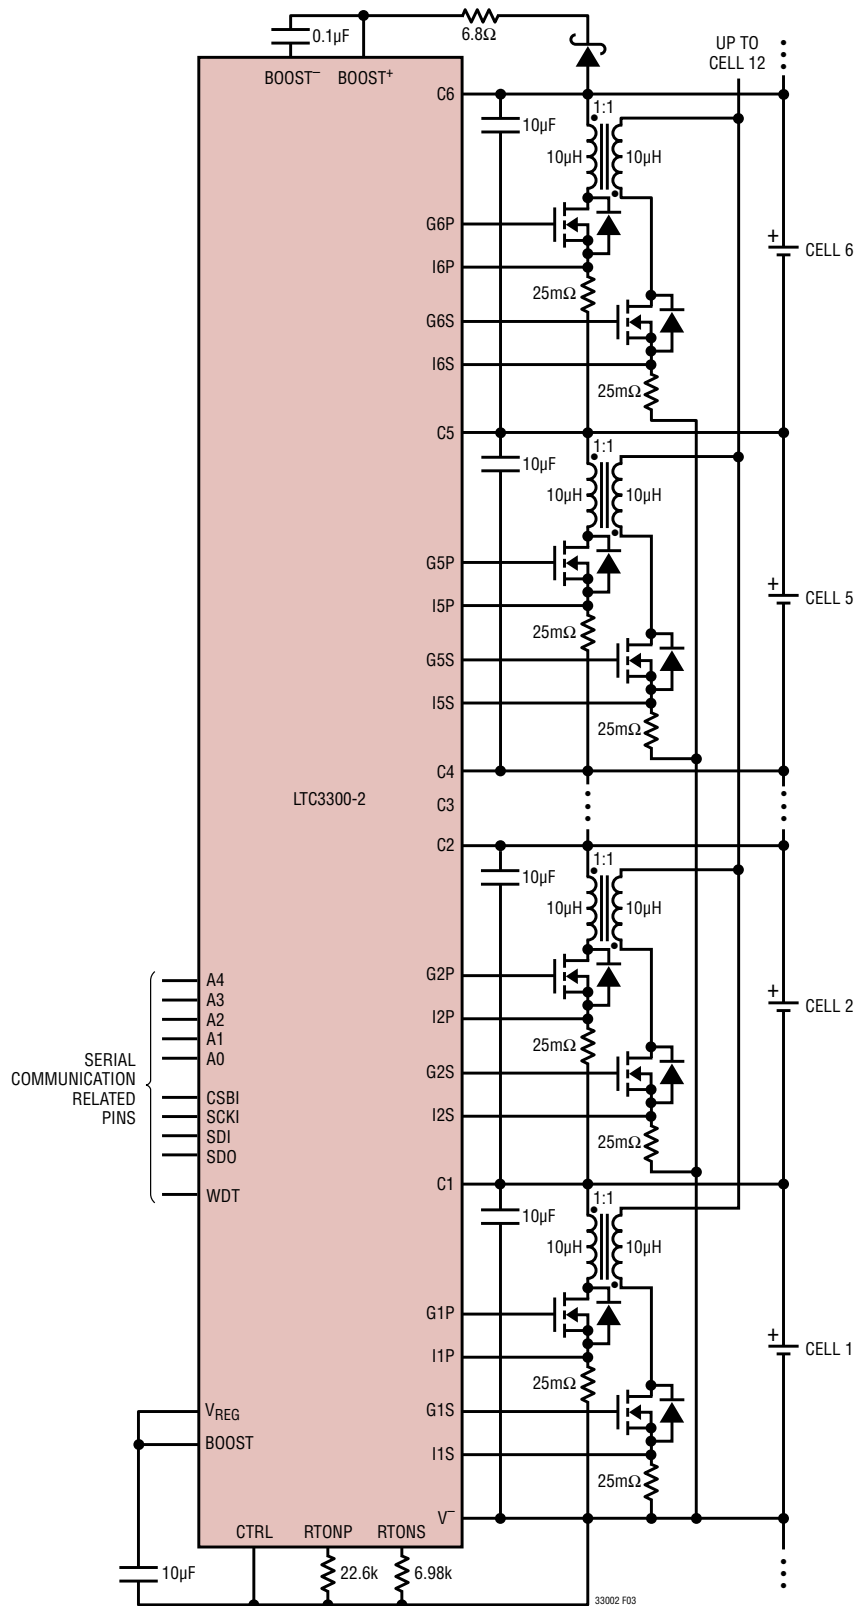 0.1µF
6.8Ω
UP TO
CELL 12
BOOST–
BOOST+
C6
1:1
10µF
10µH
10µH
G6P
CELL 6
+
I6P
25mΩ
G6S
I6S
25mΩ
C5
1:1
10µF
10µH
10µH
G5P
+
CELL 5
I5P
25mΩ
G5S
I5S
25mΩ
C4
LTC3300-2
C3
C2
1:1
10µF
10µH
10µH
G2P
+
CELL 2
I2P
25mΩ
G2S
I2S
25mΩ
A4
A3
A2
A1
A0
SERIAL
COMMUNICATION
RELATED
PINS
CSBI
SCKI
SDI
SDO
WDT
C1
1:1
10µF
10µH
10µH
G1P
+
CELL 1
I1P
25mΩ
G1S
I1S
25mΩ
VREG
BOOST
V–
CTRL
RTONP
RTONS
10µF
22.6k
6.98k
33002 F03